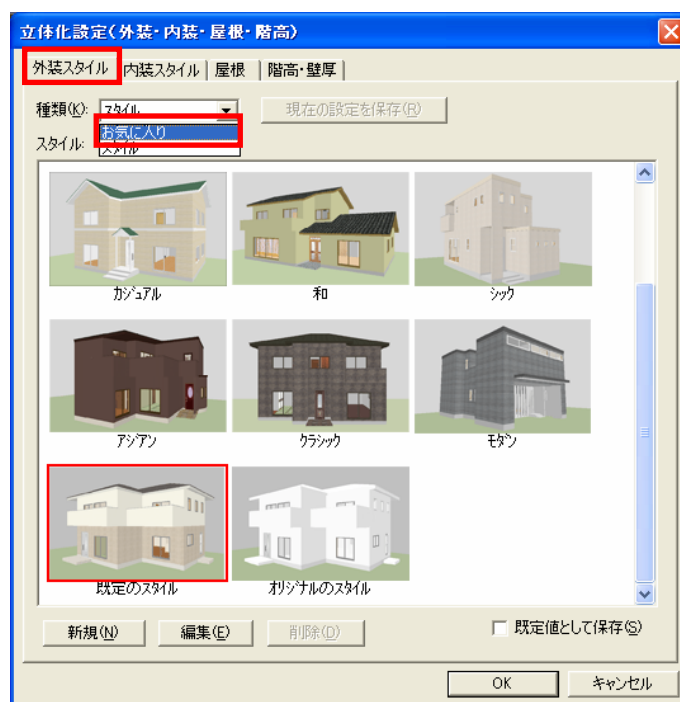 立体化設定(外装・内装・屋根・階高)
外装スタイル 内装スタイル 屋根 階高・壁厚
種類(K): スタイル 現在の設定を保存(R)
お気に入り
スタイル: スタイル
カジュアル 和 シック
アジアン クラシック モダン
既定のスタイル オリジナルのスタイル
新規(N) 編集(E) 削除(D) 既定値として保存(S)
OK キャンセル